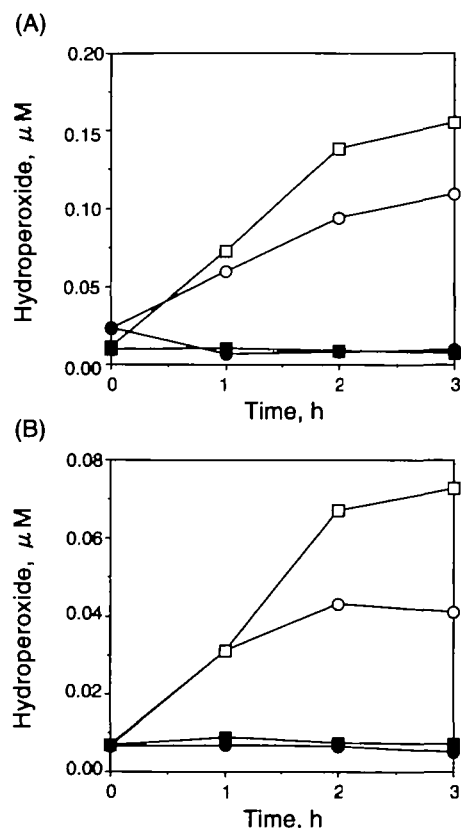 (A)
Hydroperoxide, μM
0.20
0.15
0.10
0.05
0.00
0 1 2 3
Time, h
(B)
Hydroperoxide, μM
0.08
0.06
0.04
0.02
0.00
0 1 2 3
Time, h